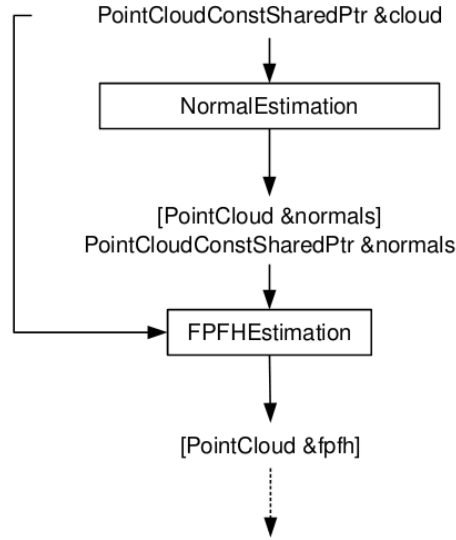 PointCloudConstSharedPtr &cloud
NormalEstimation
[PointCloud &normals]
PointCloudConstSharedPtr &normals
FPFHEstimation
[PointCloud &fpfh]